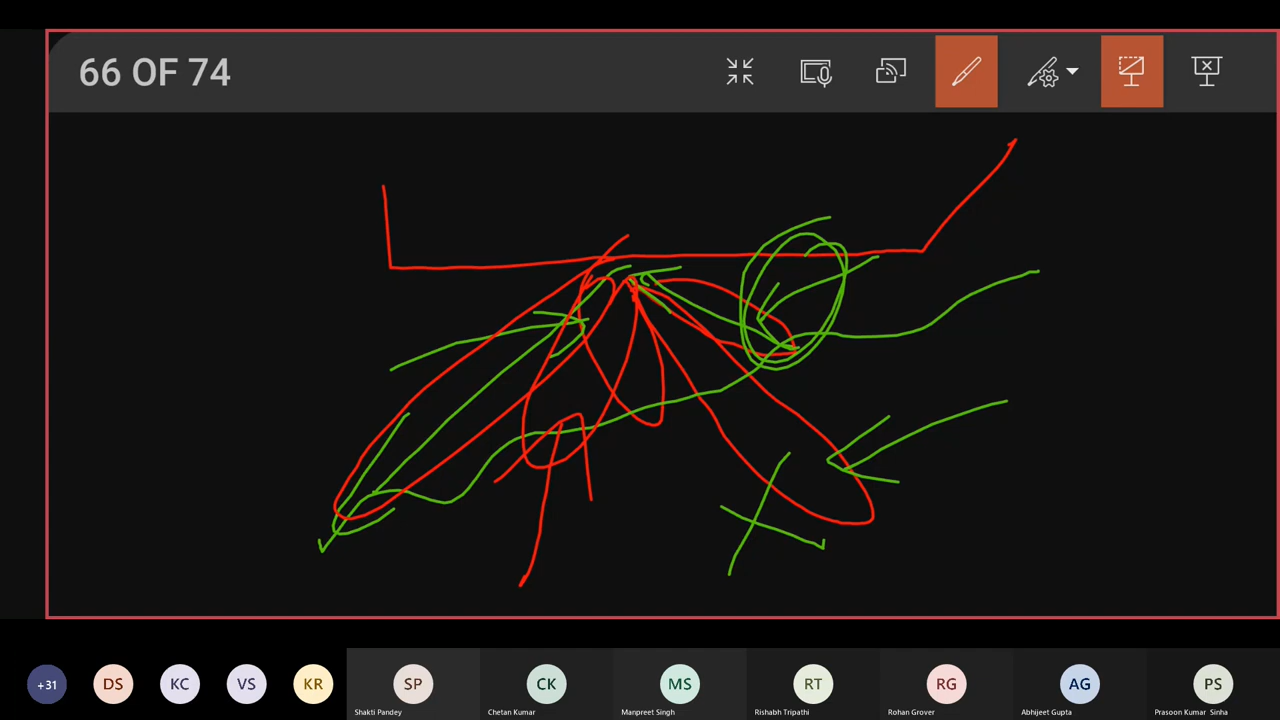 66 OF 74
+31 DS KC VS KR SP CK MS RT RG AG PS
Shakti Pandey Chetan Kumar Manpreet Singh Rishabh Tripathi Rohan Grover Abhijeet Gupta Prasoon Kumar Sinha